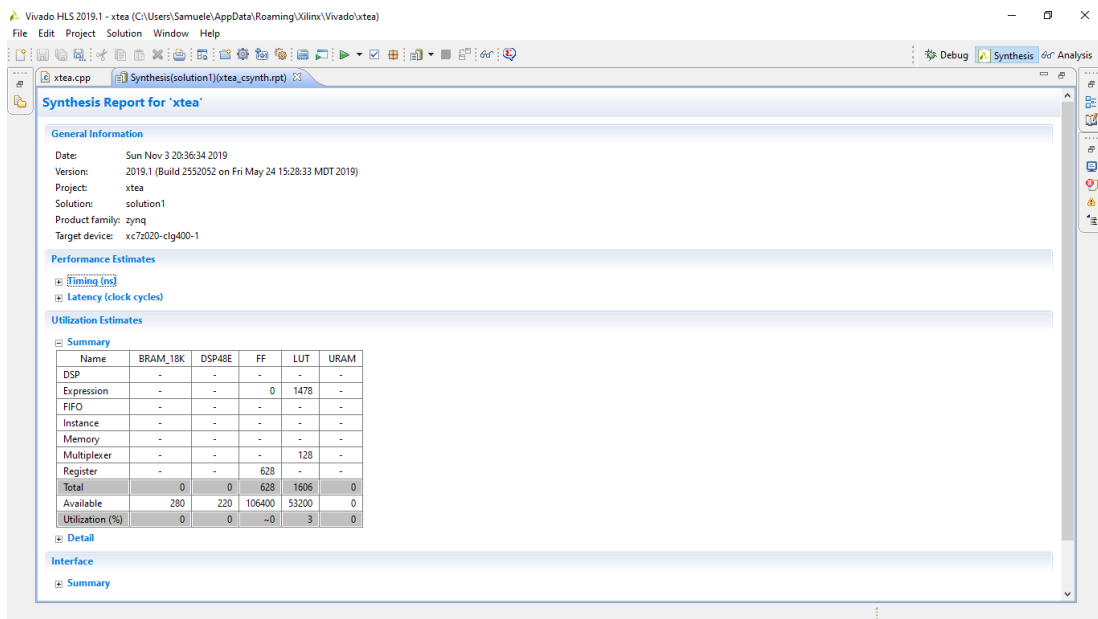 Vivado HLS 2019.1 - xtea (C:\Users\Samuele\AppData\Roaming\Xilinx\Vivado\xtea)
File Edit Project Solution Window Help
Debug Synthesis Analysis
xtea.cpp Synthesis(solution1)(xtea_csynth.rpt)
Synthesis Report for 'xtea'
General Information
Date: Sun Nov 3 20:36:34 2019
Version: 2019.1 (Build 2552052 on Fri May 24 15:28:33 MDT 2019)
Project: xtea
Solution: solution1
Product family: zynq
Target device: xc7z020-clg400-1
Performance Estimates
Timing (ns)
Latency (clock cycles)
Utilization Estimates
Summary
Name BRAM_18K DSP48E FF LUT URAM
DSP - - - - -
Expression - - 0 1478 -
FIFO - - - - -
Instance - - - - -
Memory - - - - -
Multiplexer - - - 128 -
Register - - 628 - -
Total 0 0 628 1606 0
Available 280 220 106400 53200 0
Utilization (%) 0 0 ~0 3 0
Detail
Interface
Summary